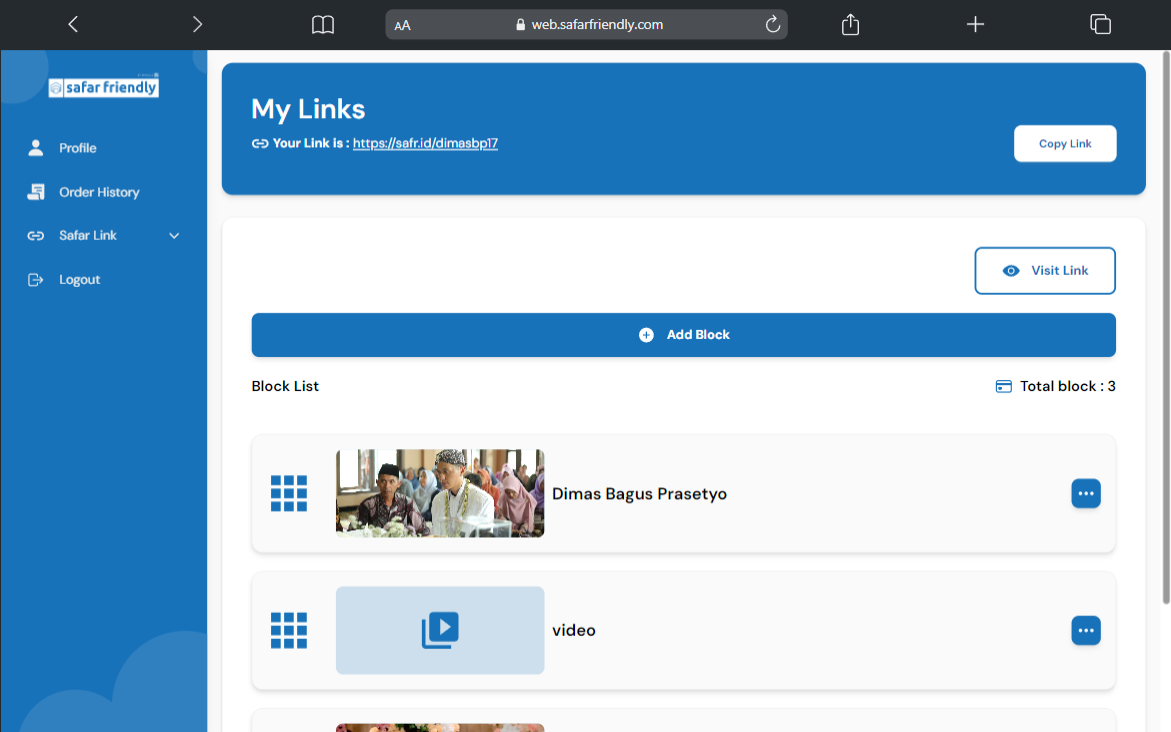 AA
web.safarfriendly.com
safar friendly
Profile
Order History
Safar Link
Logout
My Links
Your Link is : https://safr.id/dimasbp17
Copy Link
Visit Link
Add Block
Block List
Total block : 3
Dimas Bagus Prasetyo
video